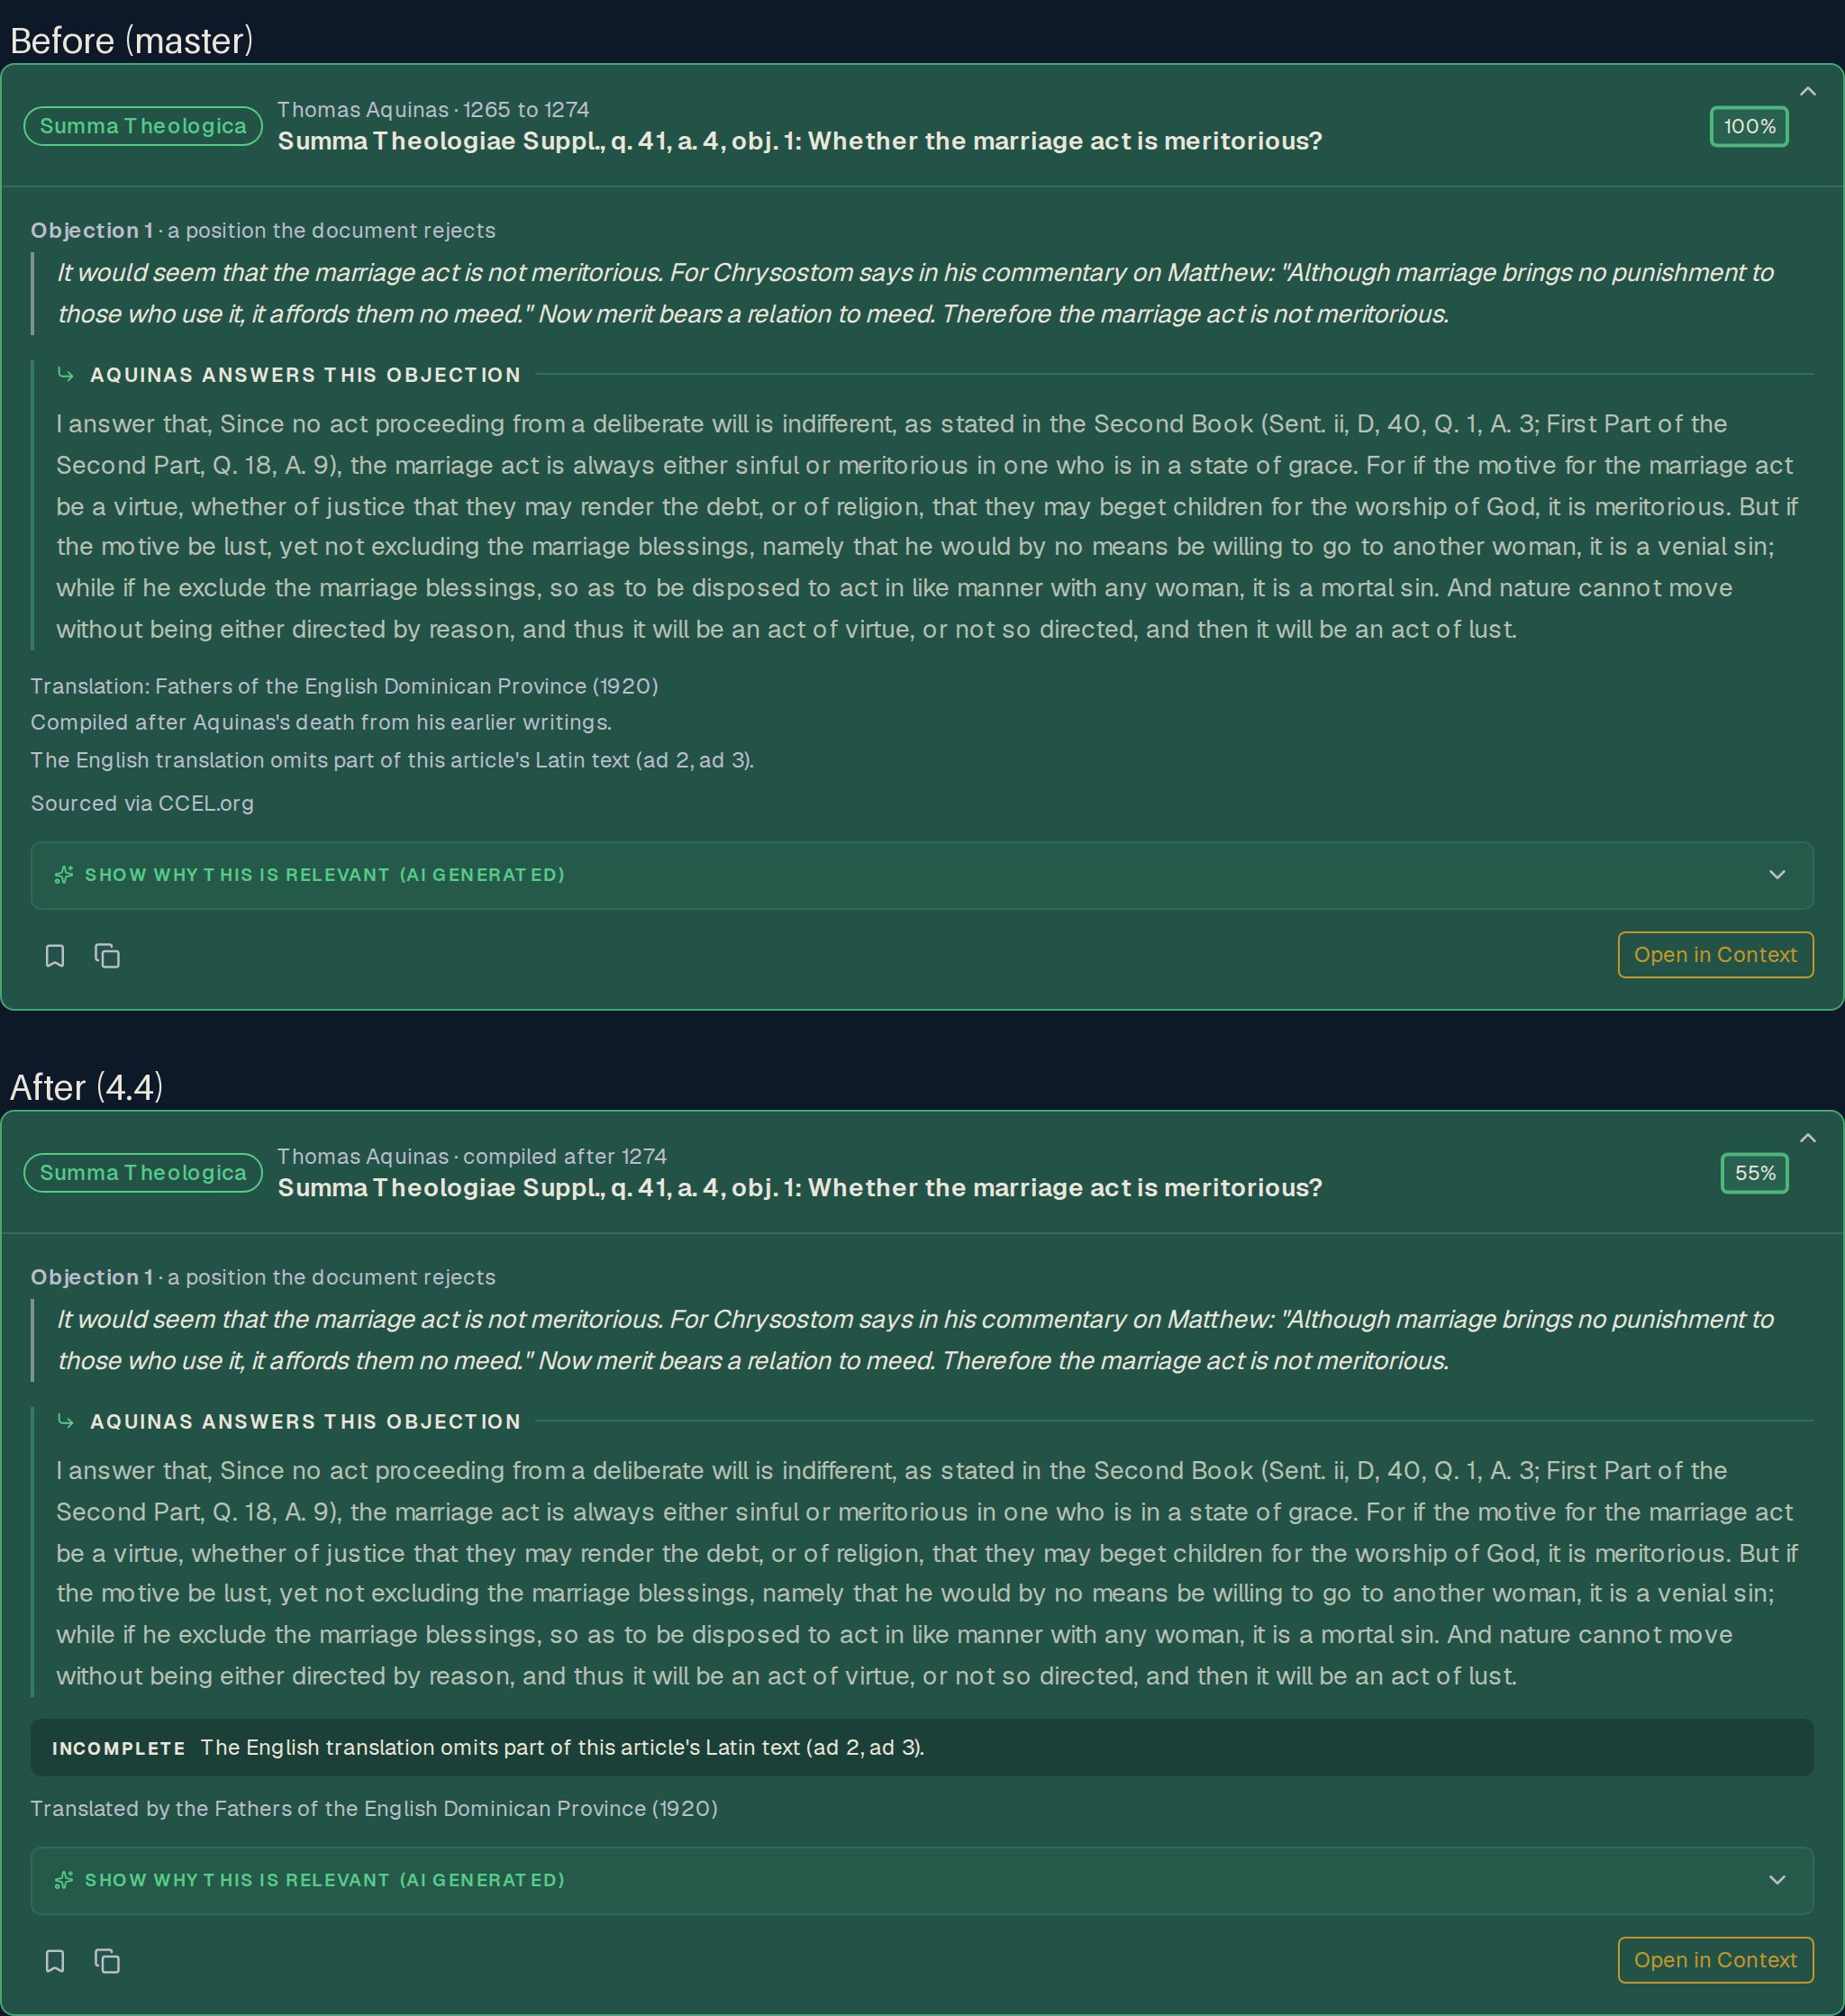 Before (master)
Summa Theologica
Thomas Aquinas · 1265 to 1274
Summa Theologiae Suppl., q. 41, a. 4, obj. 1: Whether the marriage act is meritorious?
100%
Objection 1 · a position the document rejects
It would seem that the marriage act is not meritorious. For Chrysostom says in his commentary on Matthew: "Although marriage brings no punishment to
those who use it, it affords them no meed." Now merit bears a relation to meed. Therefore the marriage act is not meritorious.
AQUINAS ANSWERS THIS OBJECTION
I answer that, Since no act proceeding from a deliberate will is indifferent, as stated in the Second Book (Sent. ii, D, 40, Q. 1, A. 3; First Part of the
Second Part, Q. 18, A. 9), the marriage act is always either sinful or meritorious in one who is in a state of grace. For if the motive for the marriage act
be a virtue, whether of justice that they may render the debt, or of religion, that they may beget children for the worship of God, it is meritorious. But if
the motive be lust, yet not excluding the marriage blessings, namely that he would by no means be willing to go to another woman, it is a venial sin;
while if he exclude the marriage blessings, so as to be disposed to act in like manner with any woman, it is a mortal sin. And nature cannot move
without being either directed by reason, and thus it will be an act of virtue, or not so directed, and then it will be an act of lust.
Translation: Fathers of the English Dominican Province (1920)
Compiled after Aquinas's death from his earlier writings.
The English translation omits part of this article's Latin text (ad 2, ad 3).
Sourced via CCEL.org
SHOW WHY THIS IS RELEVANT (AI GENERATED)
Open in Context
After (4.4)
Summa Theologica
Thomas Aquinas · compiled after 1274
Summa Theologiae Suppl., q. 41, a. 4, obj. 1: Whether the marriage act is meritorious?
55%
Objection 1 · a position the document rejects
It would seem that the marriage act is not meritorious. For Chrysostom says in his commentary on Matthew: "Although marriage brings no punishment to
those who use it, it affords them no meed." Now merit bears a relation to meed. Therefore the marriage act is not meritorious.
AQUINAS ANSWERS THIS OBJECTION
I answer that, Since no act proceeding from a deliberate will is indifferent, as stated in the Second Book (Sent. ii, D, 40, Q. 1, A. 3; First Part of the
Second Part, Q. 18, A. 9), the marriage act is always either sinful or meritorious in one who is in a state of grace. For if the motive for the marriage act
be a virtue, whether of justice that they may render the debt, or of religion, that they may beget children for the worship of God, it is meritorious. But if
the motive be lust, yet not excluding the marriage blessings, namely that he would by no means be willing to go to another woman, it is a venial sin;
while if he exclude the marriage blessings, so as to be disposed to act in like manner with any woman, it is a mortal sin. And nature cannot move
without being either directed by reason, and thus it will be an act of virtue, or not so directed, and then it will be an act of lust.
INCOMPLETE The English translation omits part of this article's Latin text (ad 2, ad 3).
Translated by the Fathers of the English Dominican Province (1920)
SHOW WHY THIS IS RELEVANT (AI GENERATED)
Open in Context